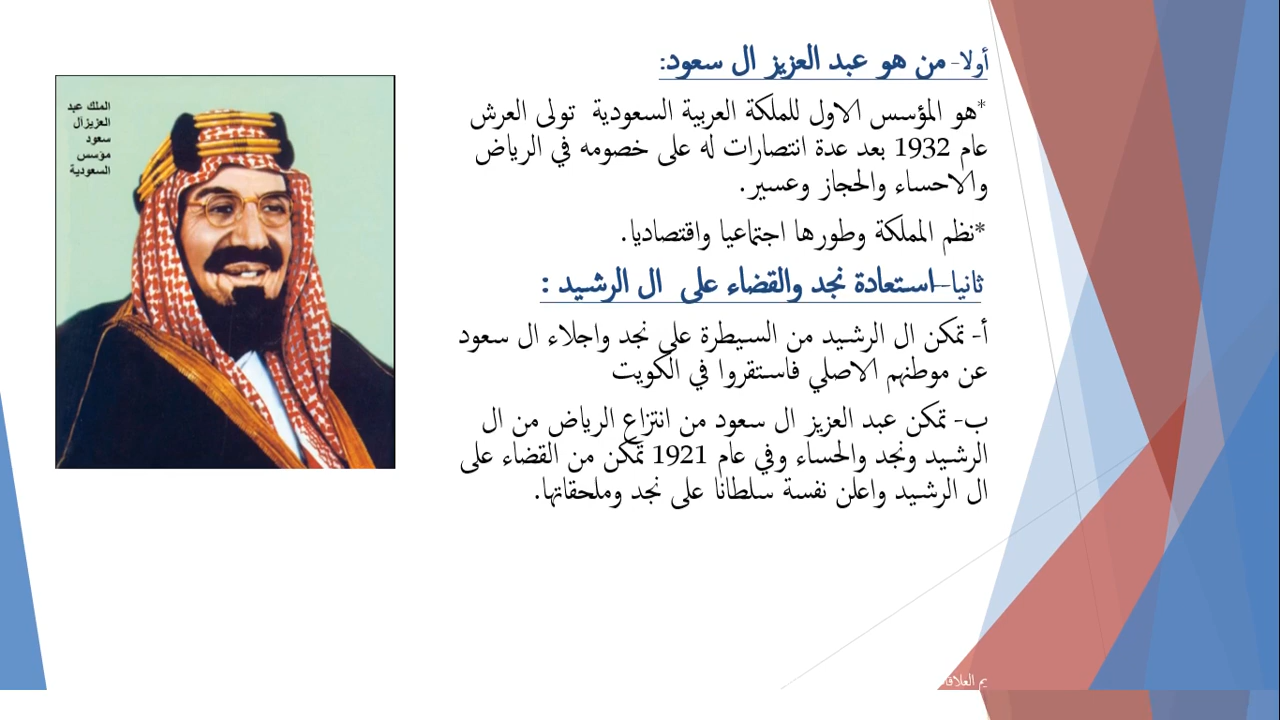 أولا- من هو عبد العزيز ال سعود:
*هو المؤسس الاول للملكة العربية السعودية تولى العرش
عام 1932 بعد عدة انتصارات له على خصومه في الرياض
والاحساء والحجاز وعسير.
*نظم المملكة وطورها اجتماعيا واقتصاديا.
ثانيا–استعادة نجد والقضاء على ال الرشيد :
أ- تمكن ال الرشيد من السيطرة على نجد واجلاء ال سعود
عن موطنهم الاصلي فاستقروا في الكويت
ب- تمكن عبد العزيز ال سعود من انتزاع الرياض من ال
الرشيد ونجد والحساء وفي عام 1921 تمكن من القضاء على
ال الرشيد واعلن نفسة سلطانا على نجد وملحقاتها.
الملك عبد
العزيزال
سعود
مؤسس
السعودية